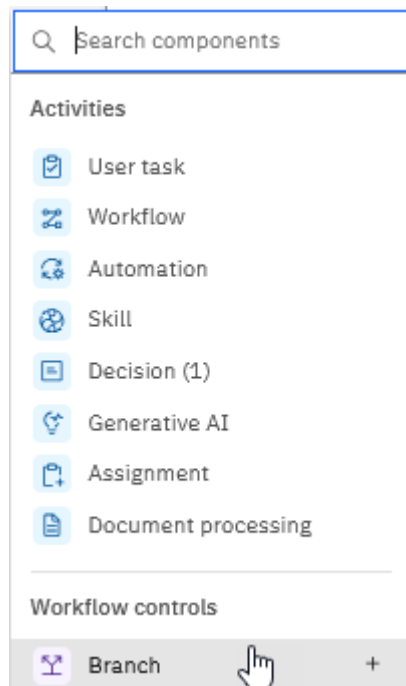 Search components
Activities
User task
Workflow
Automation
Skill
Decision (1)
Generative AI
Assignment
Document processing
Workflow controls
Branch +